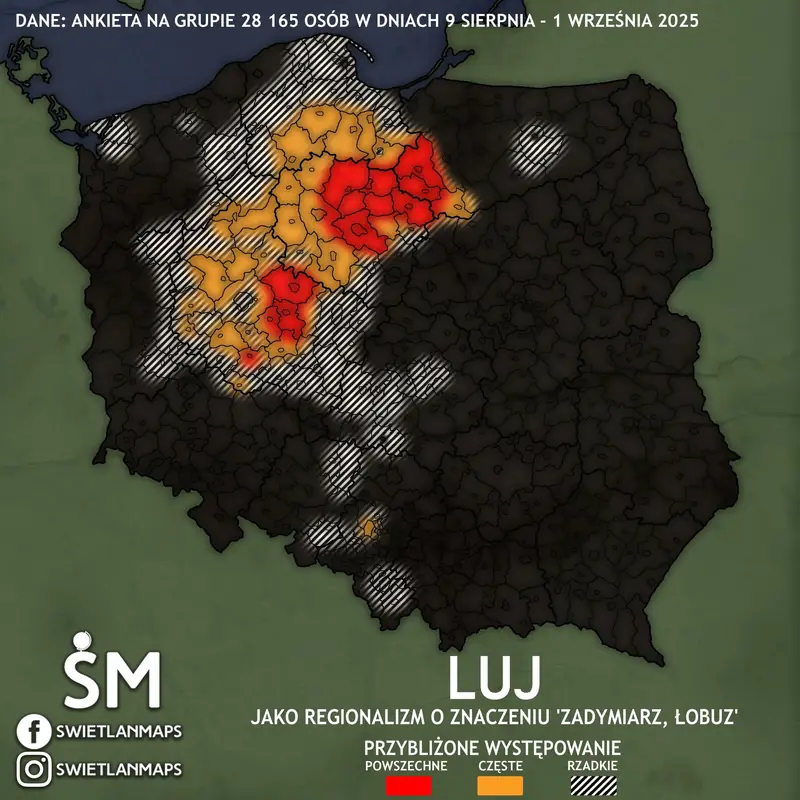 DANE: ANKIETA NA GRUPIE 28 165 OSÓB W DNIACH 9 SIERPNIA - 1 WRZEŚNIA 2025
ŚM
SWIETLANMAPS
SWIETLANMAPS
LUJ
JAKO REGIONALIZM O ZNACZENIU 'ZADYMIARZ, ŁOBUZ'
PRZYBLIŻONE WYSTĘPOWANIE
POWSZECHNE CZĘSTE RZADKIE